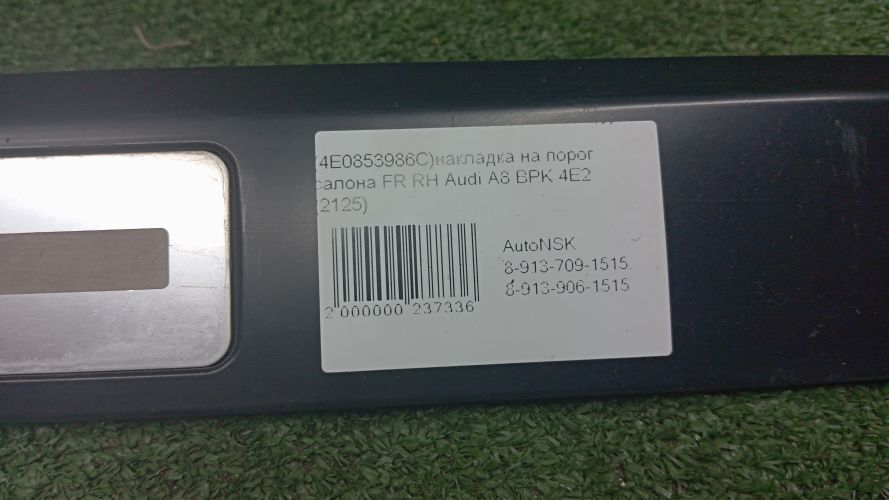 (4E0853986C)накладка на порог
салона FR RH Audi A8 BPK 4E2
(2125)
AutoNSK
8-913-709-1515
8-913-906-1515
2 000000 237336